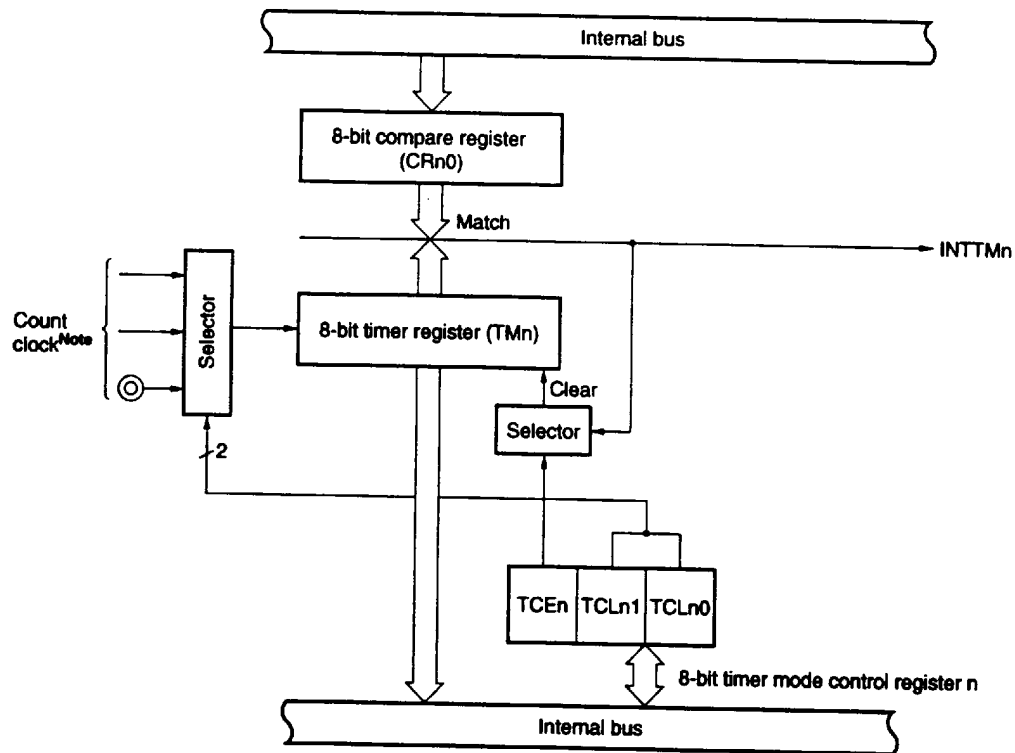 Internal bus
8-bit compare register
(CRn0)
Match
INTTMn
Count
clockNote
Selector
8-bit timer register (TMn)
Clear
Selector
2
TCEn
TCLn1
TCLn0
8-bit timer mode control register n
Internal bus